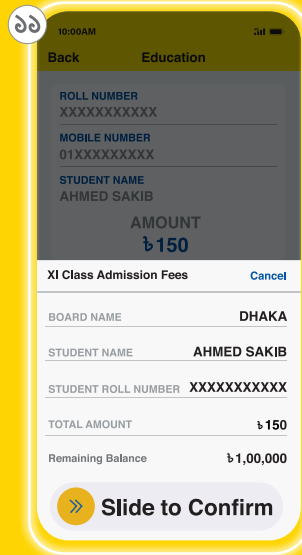 ১১
10:00AM
Back Education
ROLL NUMBER
XXXXXXXXXXX
MOBILE NUMBER
01XXXXXXXXX
STUDENT NAME
AHMED SAKIB
AMOUNT
৳150
XI Class Admission Fees Cancel
BOARD NAME DHAKA
STUDENT NAME AHMED SAKIB
STUDENT ROLL NUMBER XXXXXXXXXXX
TOTAL AMOUNT ৳150
Remaining Balance ৳1,00,000
Slide to Confirm